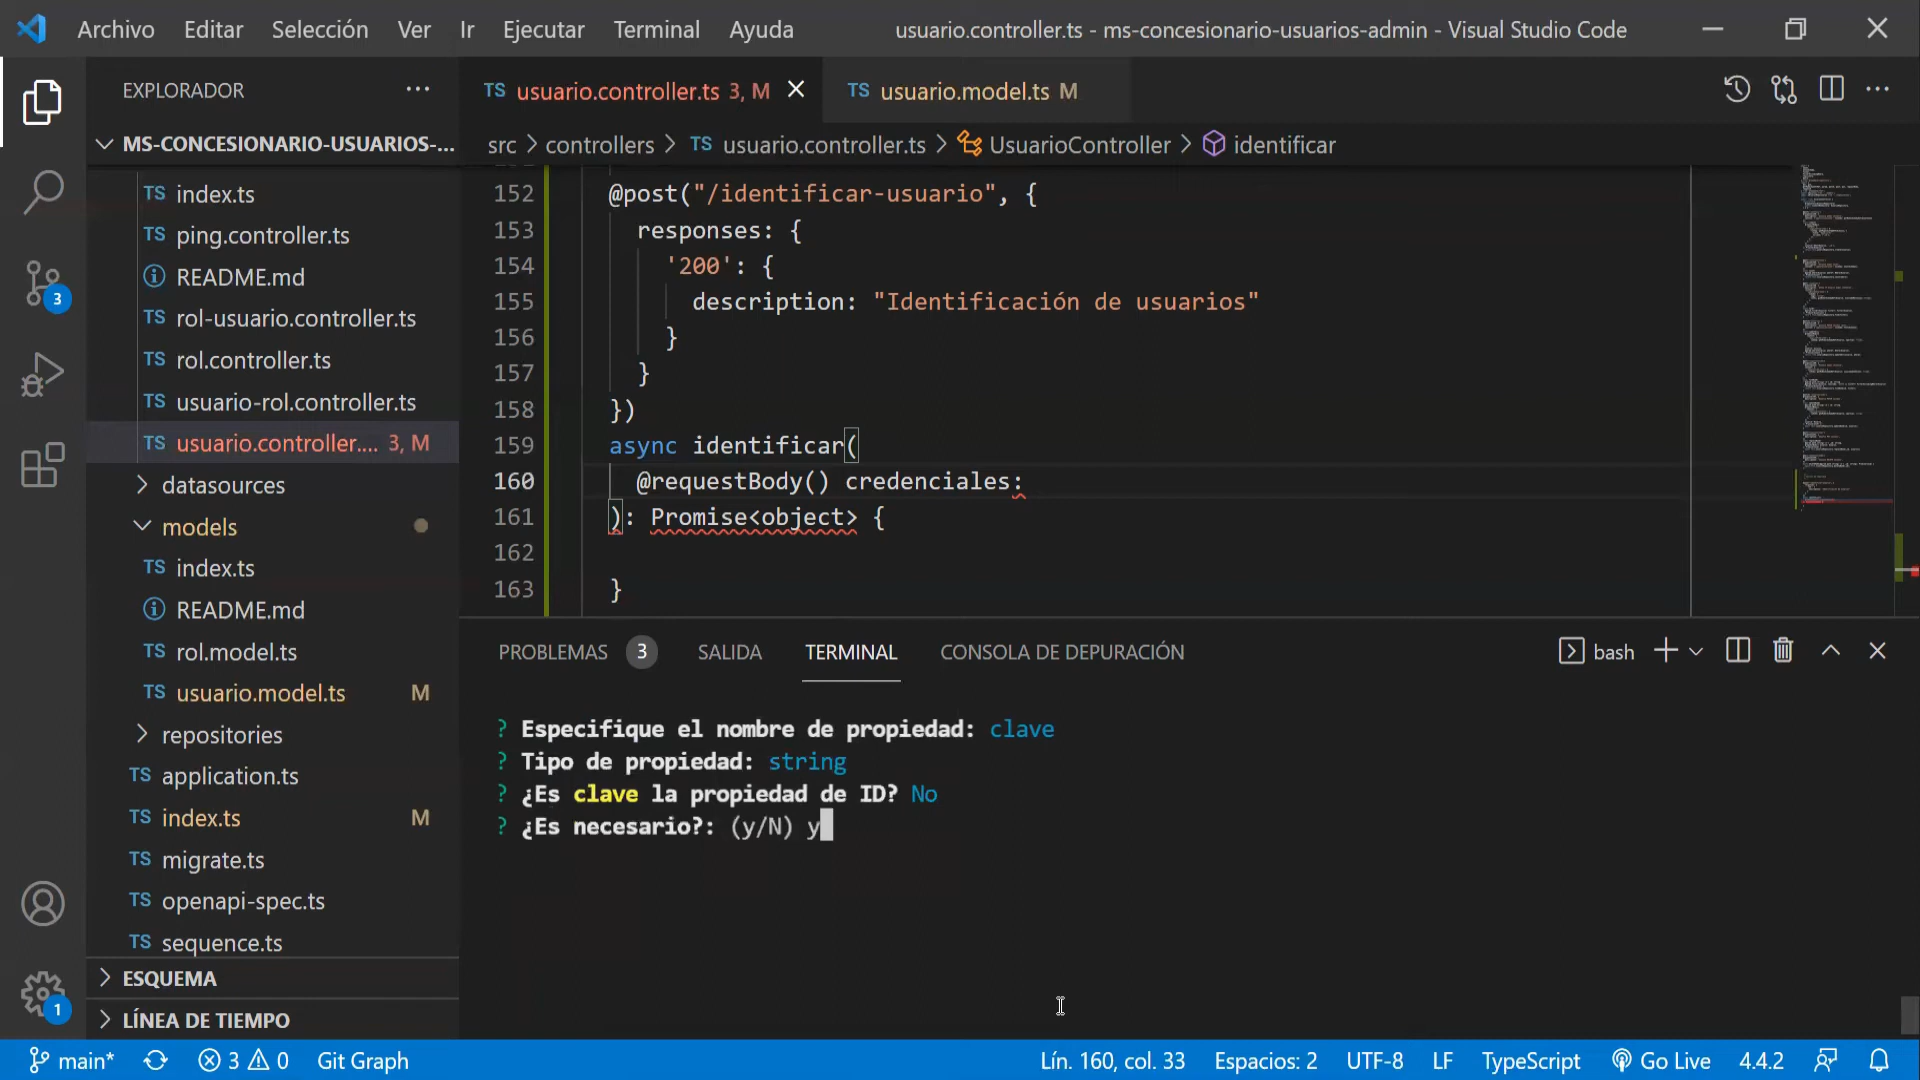 Archivo Editar Selección Ver Ir Ejecutar Terminal Ayuda usuario.controller.ts - ms-concesionario-usuarios-admin - Visual Studio Code
EXPLORADOR
MS-CONCESIONARIO-USUARIOS-...
TS index.ts
TS ping.controller.ts
README.md
TS rol-usuario.controller.ts
TS rol.controller.ts
TS usuario-rol.controller.ts
TS usuario.controller.... 3, M
datasources
models
TS index.ts
README.md
TS rol.model.ts
TS usuario.model.ts M
repositories
TS application.ts
TS index.ts M
TS migrate.ts
TS openapi-spec.ts
TS sequence.ts
ESQUEMA
LÍNEA DE TIEMPO
3
1
TS usuario.controller.ts 3, M
TS usuario.model.ts M
src > controllers > TS usuario.controller.ts > UsuarioController > identificar
152 @post("/identificar-usuario", {
153 responses: {
154 '200': {
155 description: "Identificación de usuarios"
156 }
157 }
158 })
159 async identificar(
160 @requestBody() credenciales:
161 ): Promise<object> {
162
163 }
PROBLEMAS 3 SALIDA TERMINAL CONSOLA DE DEPURACIÓN bash
? Especifique el nombre de propiedad: clave
? Tipo de propiedad: string
? ¿Es clave la propiedad de ID? No
? ¿Es necesario?: (y/N) y
main* 3 0 Git Graph Lín. 160, col. 33 Espacios: 2 UTF-8 LF TypeScript Go Live 4.4.2